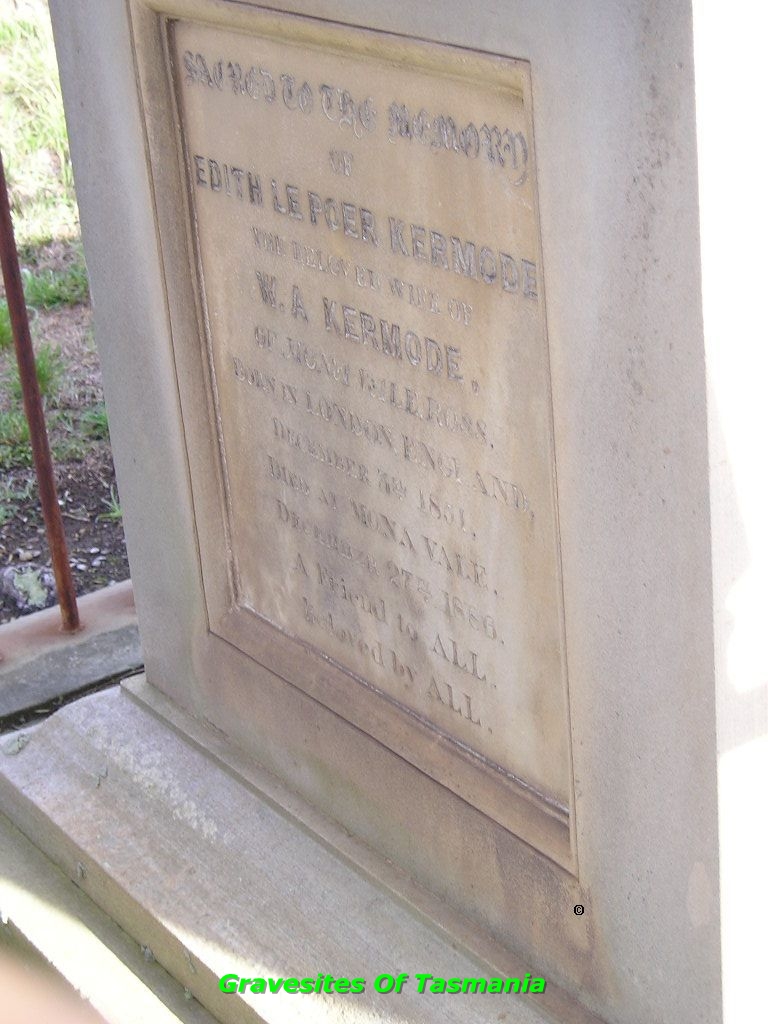 SACRED TO THE MEMORY
OF
EDITH LE POER KERMODE
THE BELOVED WIFE OF
W. A KERMODE,
OF MONA VALE, ROSS.
BORN IN LONDON, ENGLAND,
DECEMBER 3th 1851,
DIED AT MONA VALE.
DECEMBER 27th 1886.
A Friend to ALL.
beloved by ALL.
©
Gravesites Of Tasmania